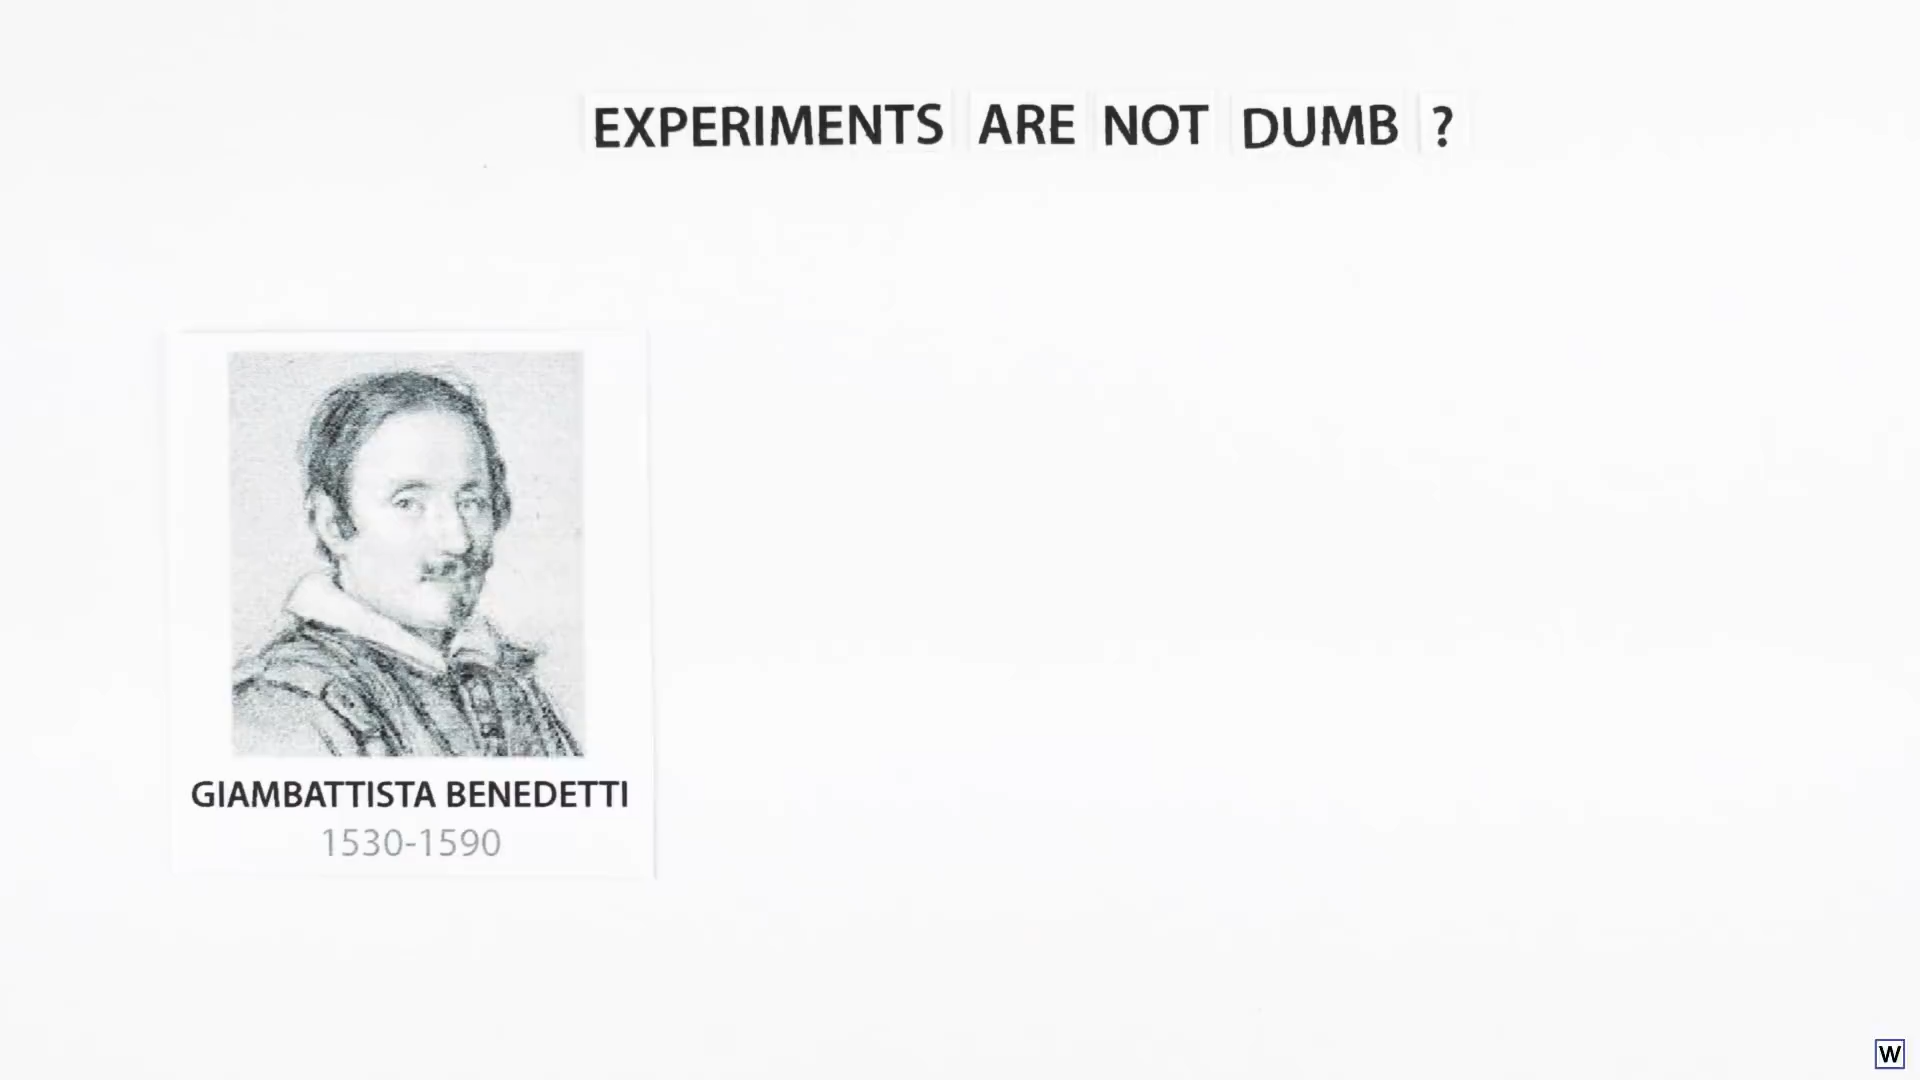 EXPERIMENTS ARE NOT DUMB ?
GIAMBATTISTA BENEDETTI
1530-1590
W